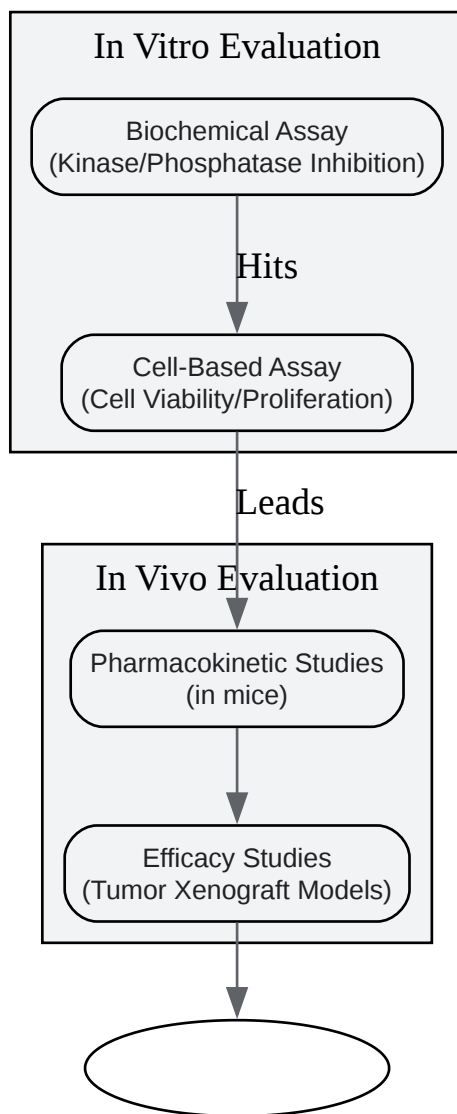 In Vitro Evaluation
Biochemical Assay
(Kinase/Phosphatase Inhibition)
Hits
Cell-Based Assay
(Cell Viability/Proliferation)
Leads
In Vivo Evaluation
Pharmacokinetic Studies
(in mice)
Efficacy Studies
(Tumor Xenograft Models)